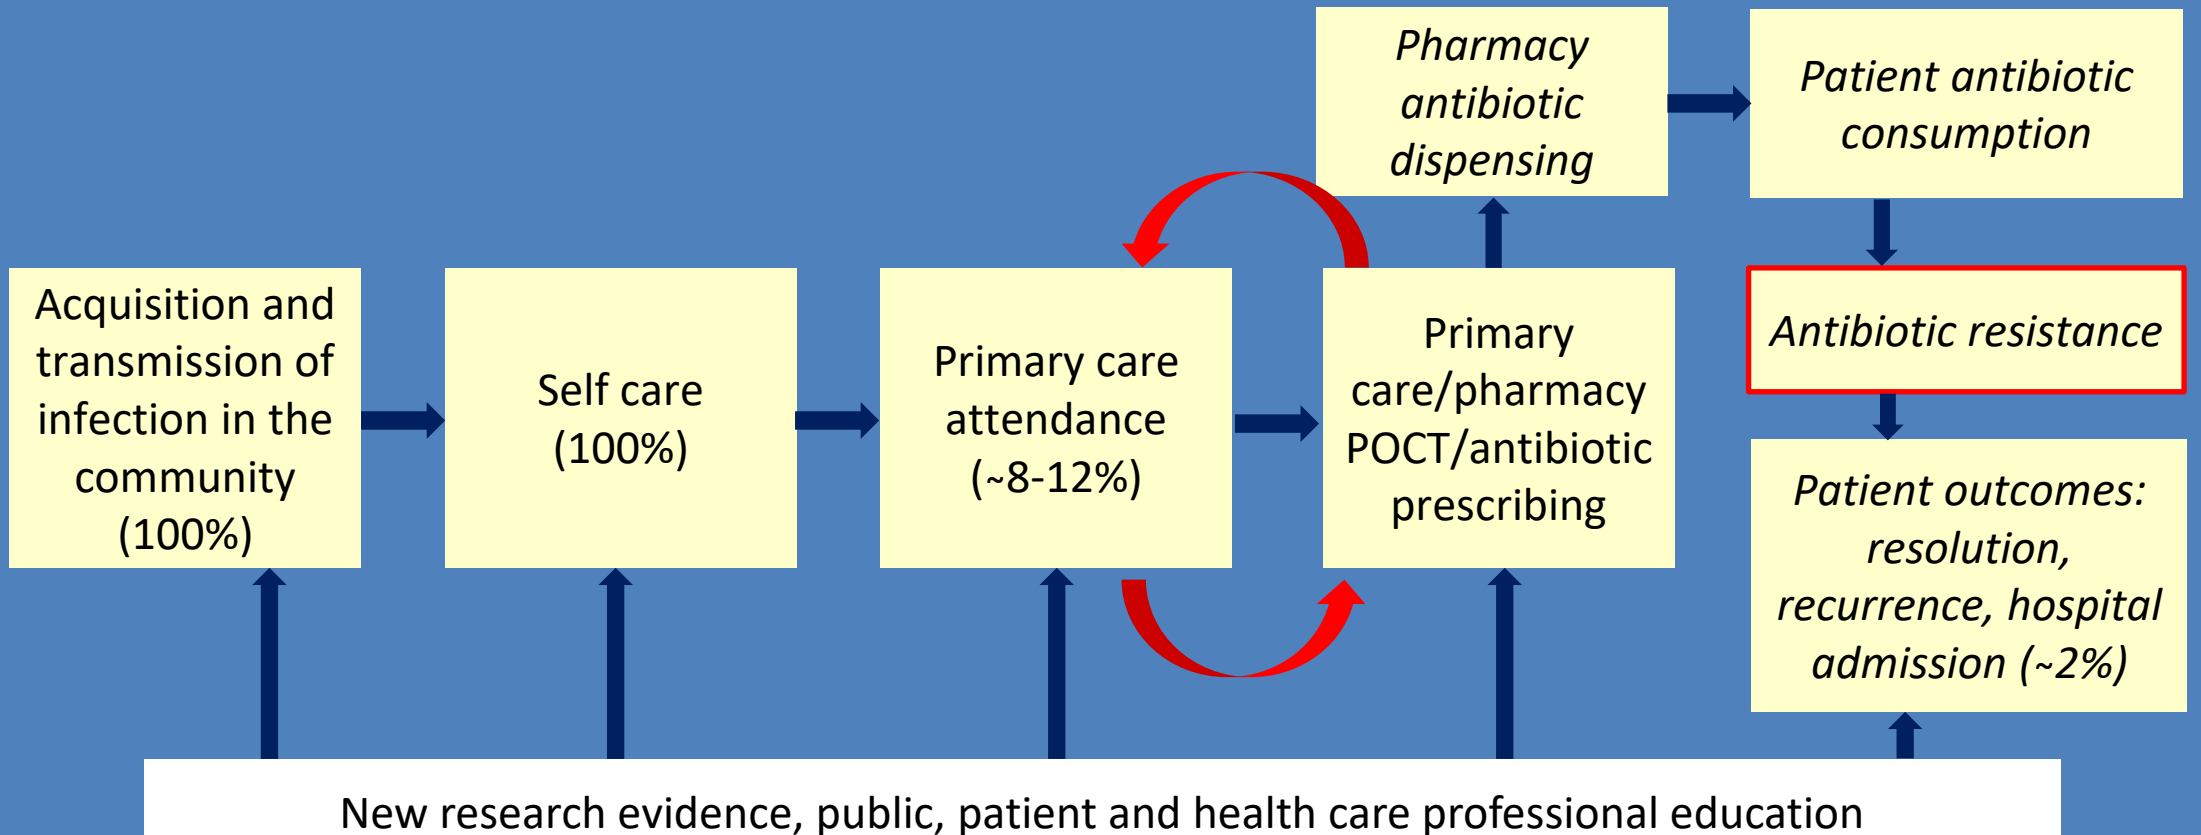 Pharmacy
antibiotic
dispensing
Patient antibiotic
consumption
Acquisition and
transmission of
infection in the
community
(100%)
Self care
(100%)
Primary care
attendance
(~8-12%)
Primary
care/pharmacy
POCT/antibiotic
prescribing
Antibiotic resistance
Patient outcomes:
resolution,
recurrence, hospital
admission (~2%)
New research evidence, public, patient and health care professional education